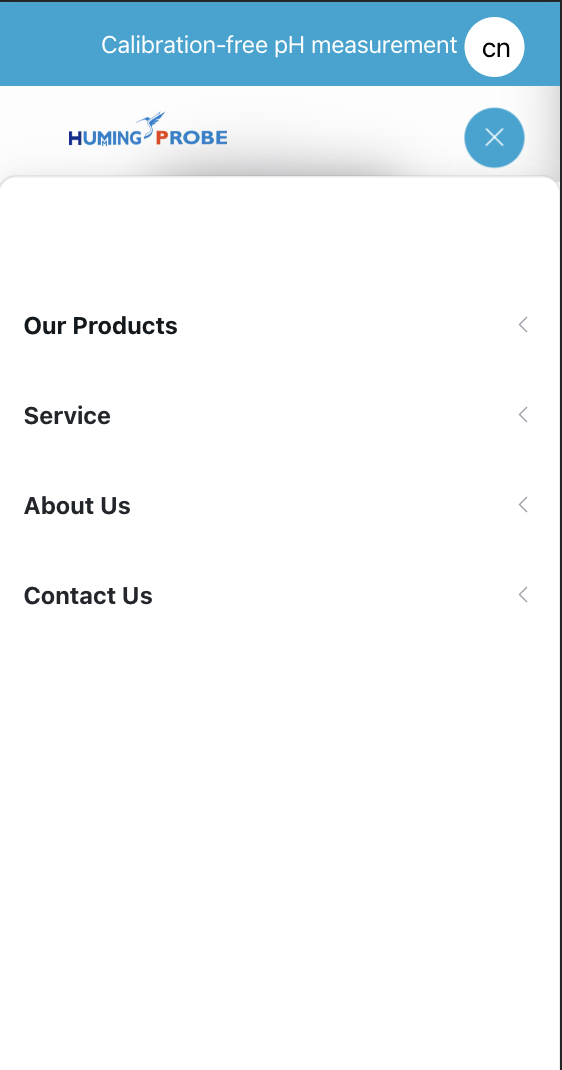 Calibration-free pH measurement cn
HUMING PROBE
Our Products
Service
About Us
Contact Us